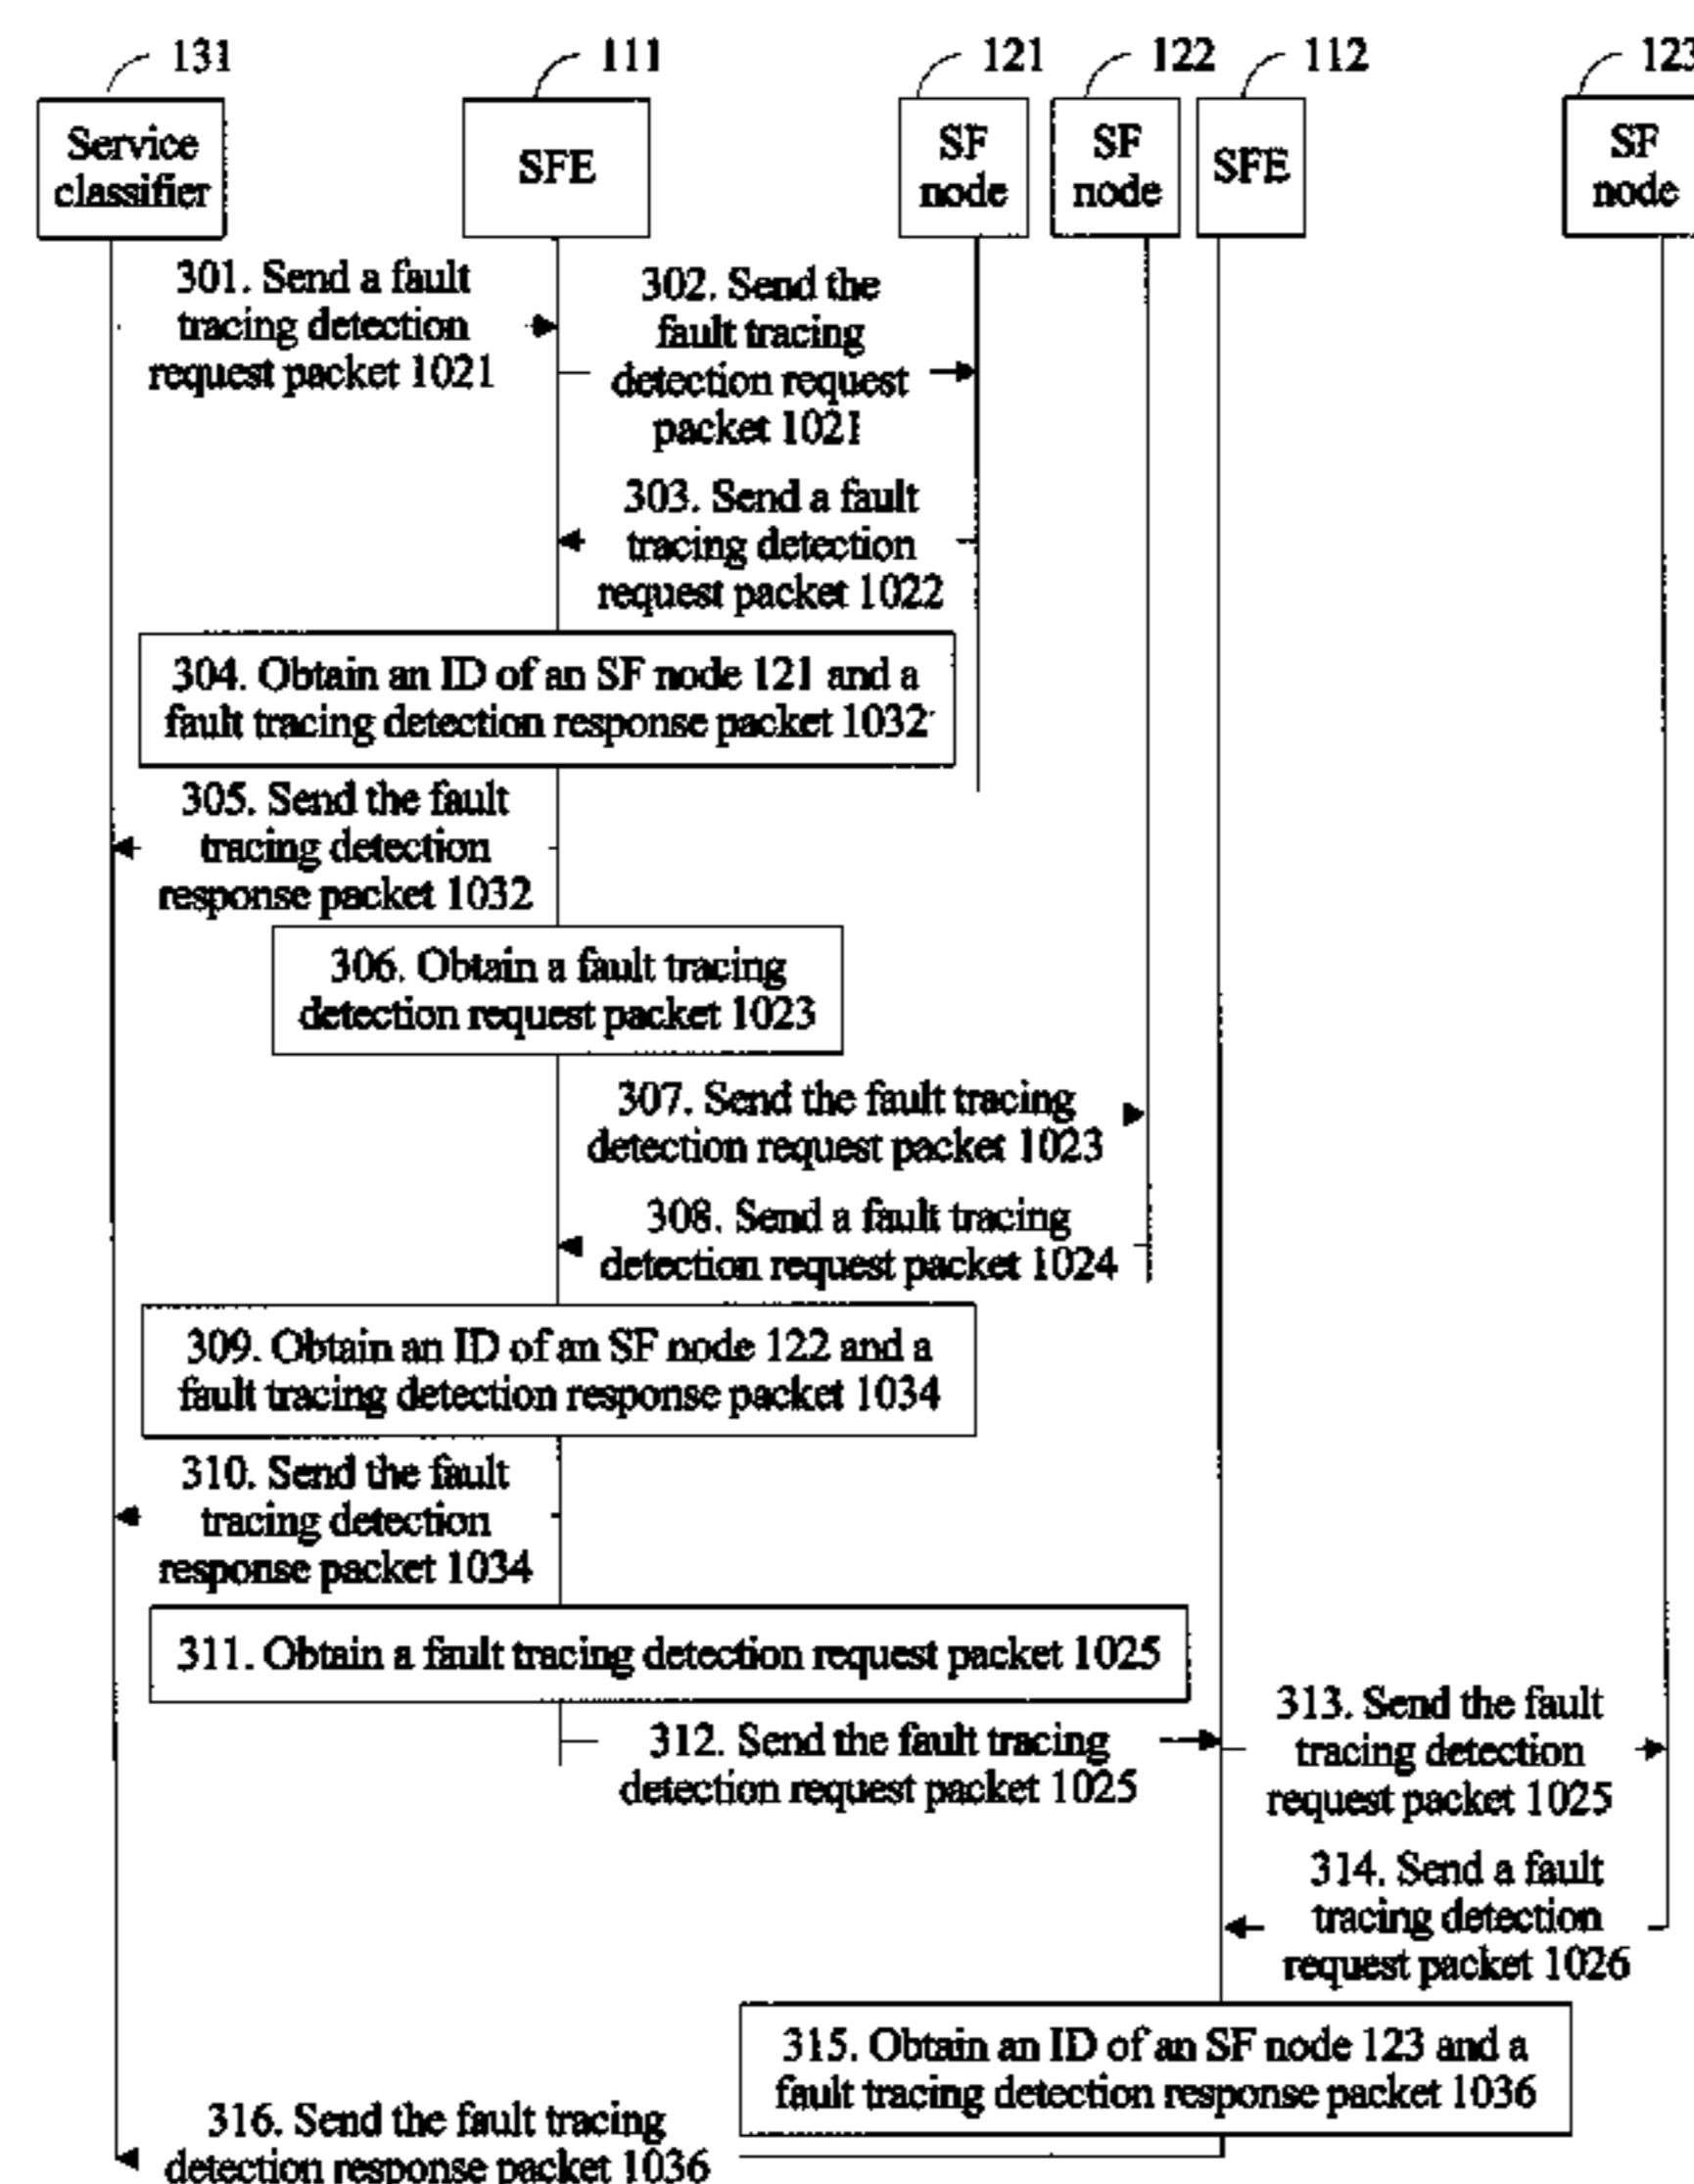 131
111
121
122
112
123
Service
classifier
SFE
SF
node
SF
node
SFE
SF
node
301. Send a fault
tracing detection
request packet 1021
302. Send the
fault tracing
detection request
packet 1021
303. Send a fault
tracing detection
request packet 1022
304. Obtain an ID of an SF node 121 and a
fault tracing detection response packet 1032
305. Send the fault
tracing detection
response packet 1032
306. Obtain a fault tracing
detection request packet 1023
307. Send the fault tracing
detection request packet 1023
308. Send a fault tracing
detection request packet 1024
309. Obtain an ID of an SF node 122 and a
fault tracing detection response packet 1034
310. Send the fault
tracing detection
response packet 1034
311. Obtain a fault tracing detection request packet 1025
312. Send the fault tracing
detection request packet 1025
313. Send the fault
tracing detection
request packet 1025
314. Send a fault
tracing detection
request packet 1026
315. Obtain an ID of an SF node 123 and a
fault tracing detection response packet 1036
316. Send the fault tracing
detection response packet 1036